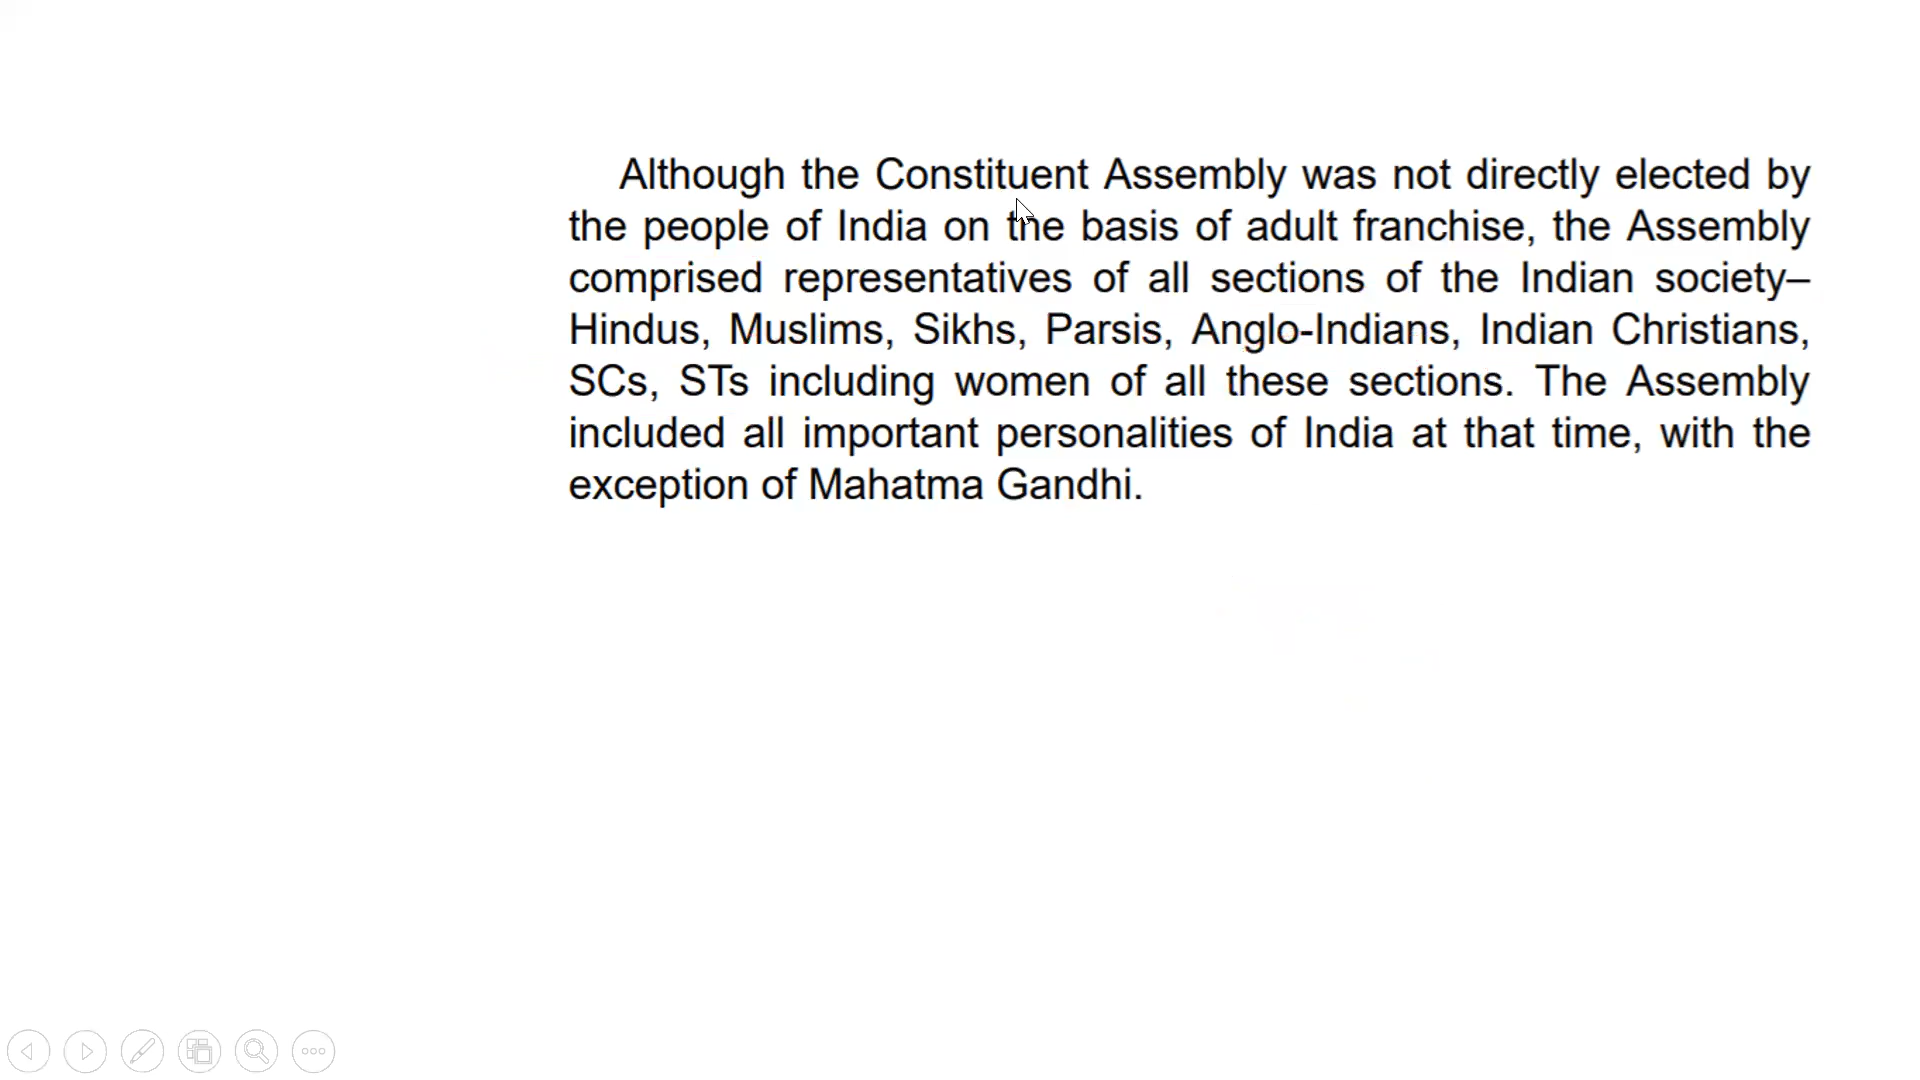 Although the Constituent Assembly was not directly elected by
the people of India on the basis of adult franchise, the Assembly
comprised representatives of all sections of the Indian society–
Hindus, Muslims, Sikhs, Parsis, Anglo-Indians, Indian Christians,
SCs, STs including women of all these sections. The Assembly
included all important personalities of India at that time, with the
exception of Mahatma Gandhi.